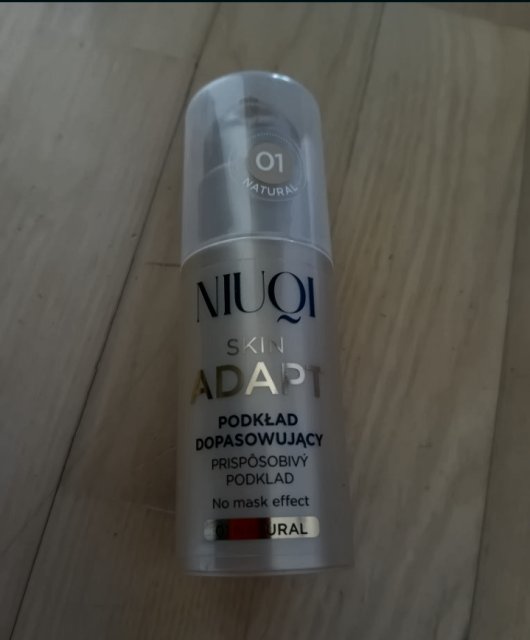 01
NATURAL
NIUQI
SKIN
ADAPT
PODKŁAD
DOPASOWUJĄCY
PRISPÔSOBIVÝ
PODKLAD
No mask effect